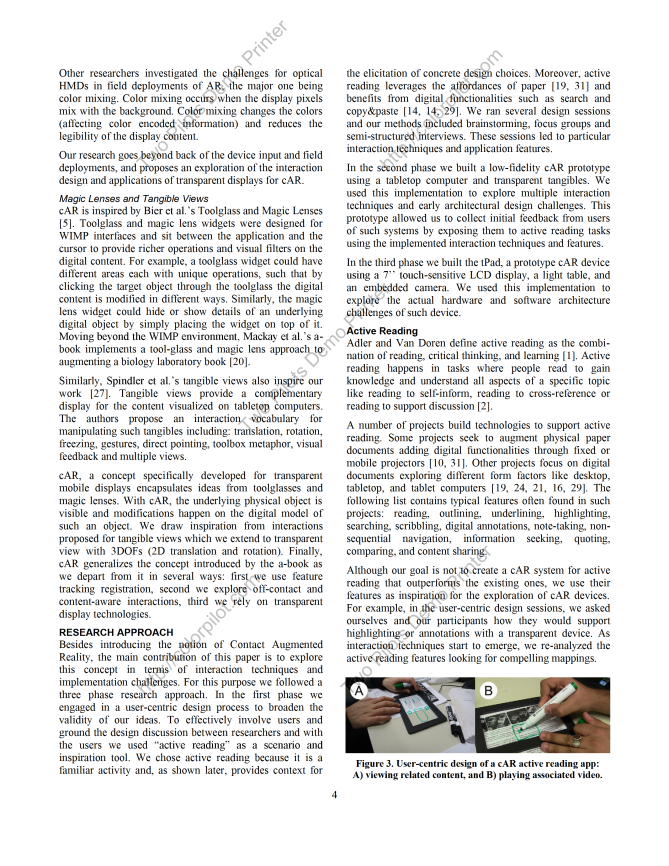 Other researchers investigated the challenges for optical
HMDs in field deployments of AR, the major one being
color mixing. Color mixing occurs when the display pixels
mix with the background. Color mixing changes the colors
(affecting color encoded information) and reduces the
legibility of the display content.
Our research goes beyond back of the device input and field
deployments, and proposes an exploration of the interaction
design and applications of transparent displays for cAR.
Magic Lenses and Tangible Views
cAR is inspired by Bier et al.'s Toolglass and Magic Lenses
[5]. Toolglass and magic lens widgets were designed for
WIMP interfaces and sit between the application and the
cursor to provide richer operations and visual filters on the
digital content. For example, a toolglass widget could have
different areas each with unique operations, such that by
clicking the target object through the toolglass the digital
content is modified in different ways. Similarly, the magic
lens widget could hide or show details of an underlying
digital object by simply placing the widget on top of it.
Moving beyond the WIMP environment, Mackay et al.'s a-
book implements a tool-glass and magic lens approach to
augmenting a biology laboratory book [20].
Similarly, Spindler et al.'s tangible views also inspire our
work [27]. Tangible views provide a complementary
display for the content visualized on tabletop computers.
The authors propose an interaction vocabulary for
manipulating such tangibles including: translation, rotation,
freezing, gestures, direct pointing, toolbox metaphor, visual
feedback and multiple views.
cAR, a concept specifically developed for transparent
mobile displays encapsulates ideas from toolglasses and
magic lenses. With cAR, the underlying physical object is
visible and modifications happen on the digital model of
such an object. We draw inspiration from interactions
proposed for tangible views which we extend to transparent
view with 3DOFs (2D translation and rotation). Finally,
cAR generalizes the concept introduced by the a-book as
we depart from it in several ways: first we use feature
tracking registration, second we explore off-contact and
content-aware interactions, third we rely on transparent
display technologies.
RESEARCH APPROACH
Besides introducing the notion of Contact Augmented
Reality, the main contribution of this paper is to explore
this concept in terms of interaction techniques and
implementation challenges. For this purpose we followed a
three phase research approach. In the first phase we
engaged in a user-centric design process to broaden the
validity of our ideas. To effectively involve users and
ground the design discussion between researchers and with
the users we used “active reading” as a scenario and
inspiration tool. We chose active reading because it is a
familiar activity and, as shown later, provides context for
the elicitation of concrete design choices. Moreover, active
reading leverages the affordances of paper [19, 31] and
benefits from digital functionalities such as search and
copy&paste [14, 14, 29]. We ran several design sessions
and our methods included brainstorming, focus groups and
semi-structured interviews. These sessions led to particular
interaction techniques and application features.
In the second phase we built a low-fidelity cAR prototype
using a tablet computer and transparent tangibles. We
used this implementation to explore multiple interaction
techniques and early architectural design challenges. This
prototype allowed us to collect initial feedback from users
of such systems by exposing them to active reading tasks
using the implemented interaction techniques and features.
In the third phase we built the tPad, a prototype cAR device
using a 7’’ touch-sensitive LCD display, a light table, and
an embedded camera. We used this implementation to
explore the actual hardware and software architecture
challenges of such device.
Active Reading
Adler and Van Doren define active reading as the combi-
nation of reading, critical thinking, and learning [1]. Active
reading happens in tasks where people read to gain
knowledge and understand all aspects of a specific topic
like reading to self-inform, reading to cross-reference or
reading to support discussion [2].
A number of projects build technologies to support active
reading. Some projects seek to augment physical paper
documents adding digital functionalities through fixed or
mobile projectors [10, 31]. Other projects focus on digital
documents exploring different form factors like desktop,
tabletop, and tablet computers [19, 24, 21, 16, 29]. The
following list contains typical features often found in such
projects: reading, outlining, underlining, highlighting,
searching, scribbling, digital annotations, note-taking, non-
sequential navigation, information seeking, quoting,
comparing, and content sharing.
Although our goal is not to create a cAR system for active
reading that outperforms the existing ones, we use their
features as inspiration for the exploration of cAR devices.
For example, in the user-centric design sessions, we asked
ourselves and our participants how they would support
highlighting or annotations with a transparent device. As
interaction techniques start to emerge, we re-analyzed the
active reading features looking for compelling mappings.
A
B
Figure 3. User-centric design of a cAR active reading app:
A) viewing related content, and B) playing associated video.
4